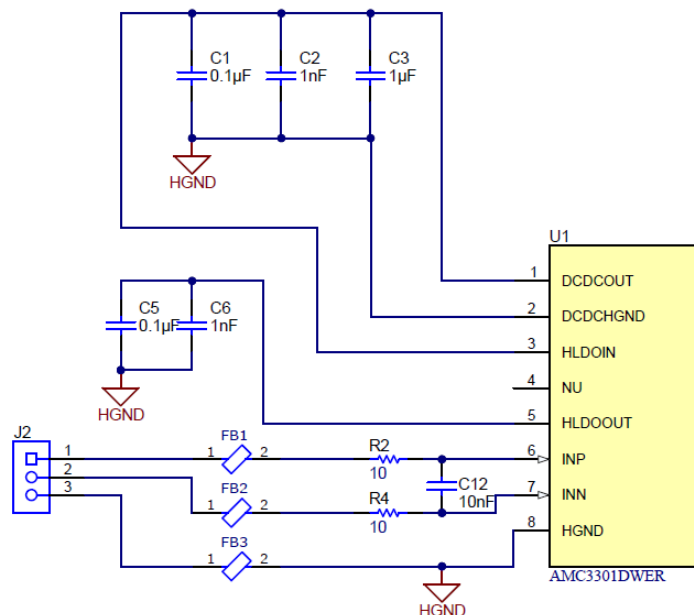 C1
0.1µF
C2
1nF
C3
1µF
HGND
U1
1 DCDCOUT
2 DCDCHGND
3 HLDOIN
4 NU
5 HLDOOUT
6 INP
7 INN
8 HGND
AMC3301DWER
C5
0.1µF
C6
1nF
HGND
J2
1
2
3
FB1
1 2
FB2
1 2
FB3
1 2
R2
10
R4
10
C12
10nF
HGND